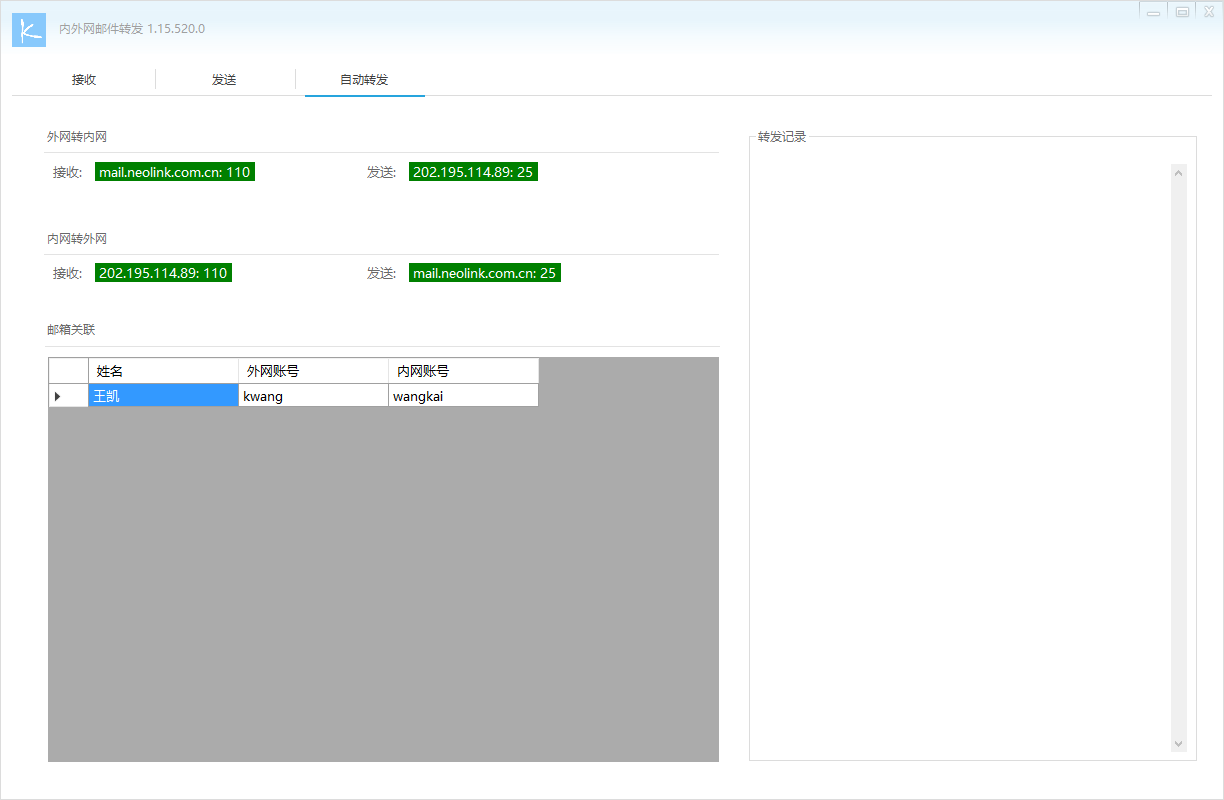 内外网邮件转发 1.15.520.0
接收 发送 自动转发
外网转内网
接收: mail.neolink.com.cn: 110 发送: 202.195.114.89: 25
内网转外网
接收: 202.195.114.89: 110 发送: mail.neolink.com.cn: 25
邮箱关联
姓名 外网账号 内网账号
王凯 kwang wangkai
转发记录